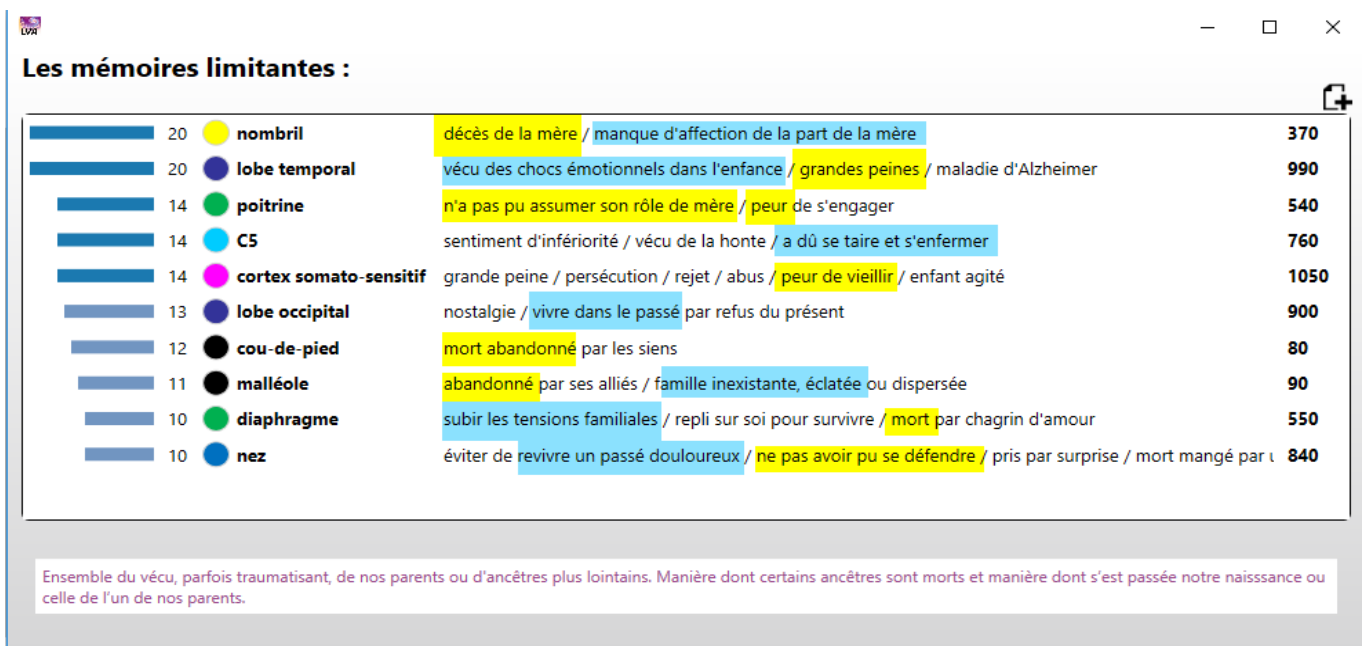 LVA
Les mémoires limitantes :
20 nombril décès de la mère / manque d'affection de la part de la mère 370
20 lobe temporal vécu des chocs émotionnels dans l'enfance / grandes peines / maladie d'Alzheimer 990
14 poitrine n'a pas pu assumer son rôle de mère / peur de s'engager 540
14 C5 sentiment d'infériorité / vécu de la honte / a dû se taire et s'enfermer 760
14 cortex somato-sensitif grande peine / persécution / rejet / abus / peur de vieillir / enfant agité 1050
13 lobe occipital nostalgie / vivre dans le passé par refus du présent 900
12 cou-de-pied mort abandonné par les siens 80
11 malléole abandonné par ses alliés / famille inexistante, éclatée ou dispersée 90
10 diaphragme subir les tensions familiales / repli sur soi pour survivre / mort par chagrin d'amour 550
10 nez éviter de revivre un passé douloureux / ne pas avoir pu se défendre / pris par surprise / mort mangé par 840
Ensemble du vécu, parfois traumatisant, de nos parents ou d'ancêtres plus lointains. Manière dont certains ancêtres sont morts et manière dont s'est passée notre naisssance ou
celle de l'un de nos parents.